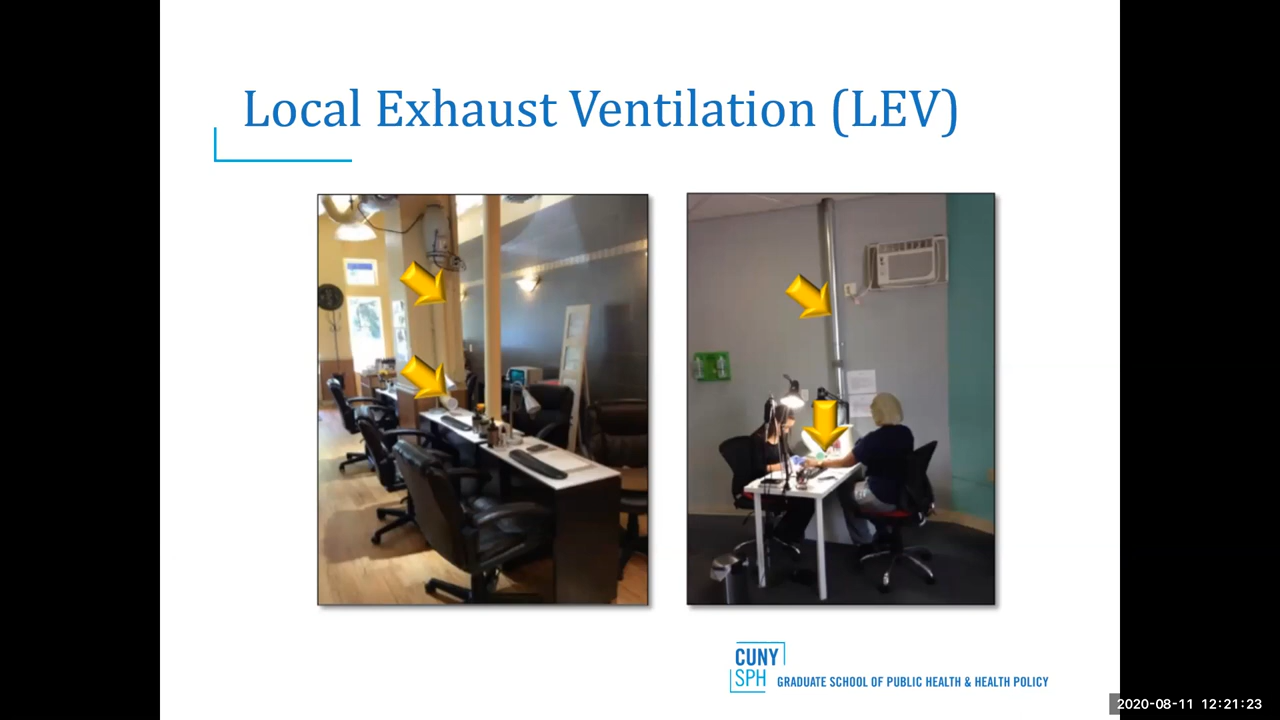 Local Exhaust Ventilation (LEV)
CUNY
SPH
GRADUATE SCHOOL OF PUBLIC HEALTH & HEALTH POLICY
2020-08-11 12:21:23